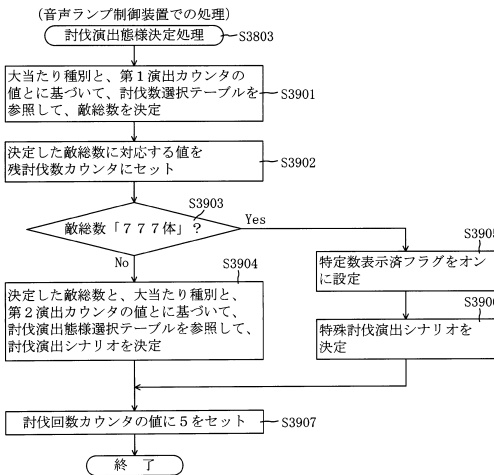 (音声ランプ制御装置での処理)
討伐演出態様決定処理
S3803
大当たり種別と、第1演出カウンタの
値とに基づいて、討伐数選択テーブルを
参照して、敵総数を決定
S3901
決定した敵総数に対応する値を
残討伐数カウンタにセット
S3902
S3903
敵総数「777体」?
Yes
No
S3904
決定した敵総数と、大当たり種別と、
第2演出カウンタの値とに基づいて、
討伐演出態様選択テーブルを参照して、
討伐演出シナリオを決定
S3905
特定数表示済フラグをオン
に設定
S3906
特殊討伐演出シナリオを
決定
討伐回数カウンタの値に5をセット
S3907
終 了